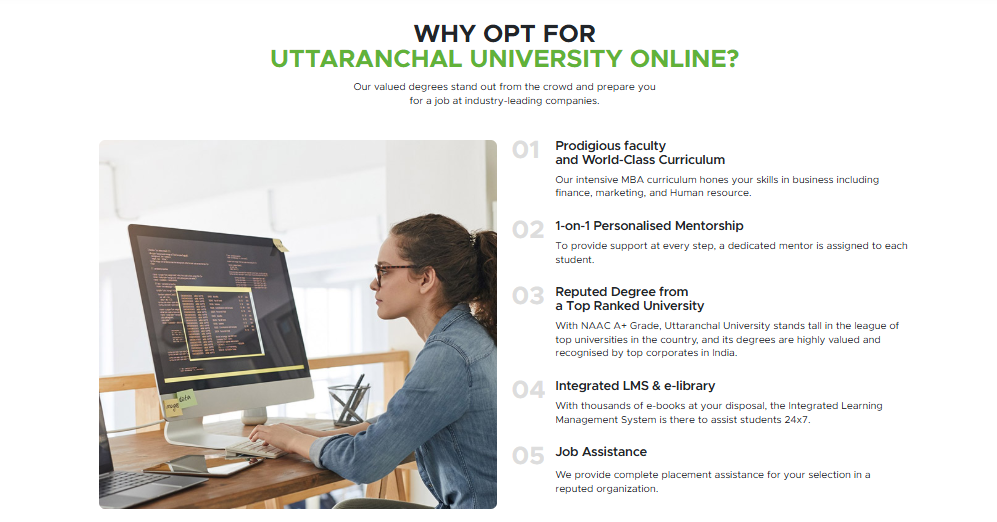 WHY OPT FOR
UTTARANCHAL UNIVERSITY ONLINE?
Our valued degrees stand out from the crowd and prepare you
for a job at industry-leading companies.
01
Prodigious faculty
and World-Class Curriculum
Our intensive MBA curriculum hones your skills in business including
finance, marketing, and Human resource.
02
1-on-1 Personalised Mentorship
To provide support at every step, a dedicated mentor is assigned to each
student.
03
Reputed Degree from
a Top Ranked University
With NAAC A+ Grade, Uttaranchal University stands tall in the league of
top universities in the country, and its degrees are highly valued and
recognised by top corporates in India.
04
Integrated LMS & e-library
With thousands of e-books at your disposal, the Integrated Learning
Management System is there to assist students 24x7.
05
Job Assistance
We provide complete placement assistance for your selection in a
reputed organization.